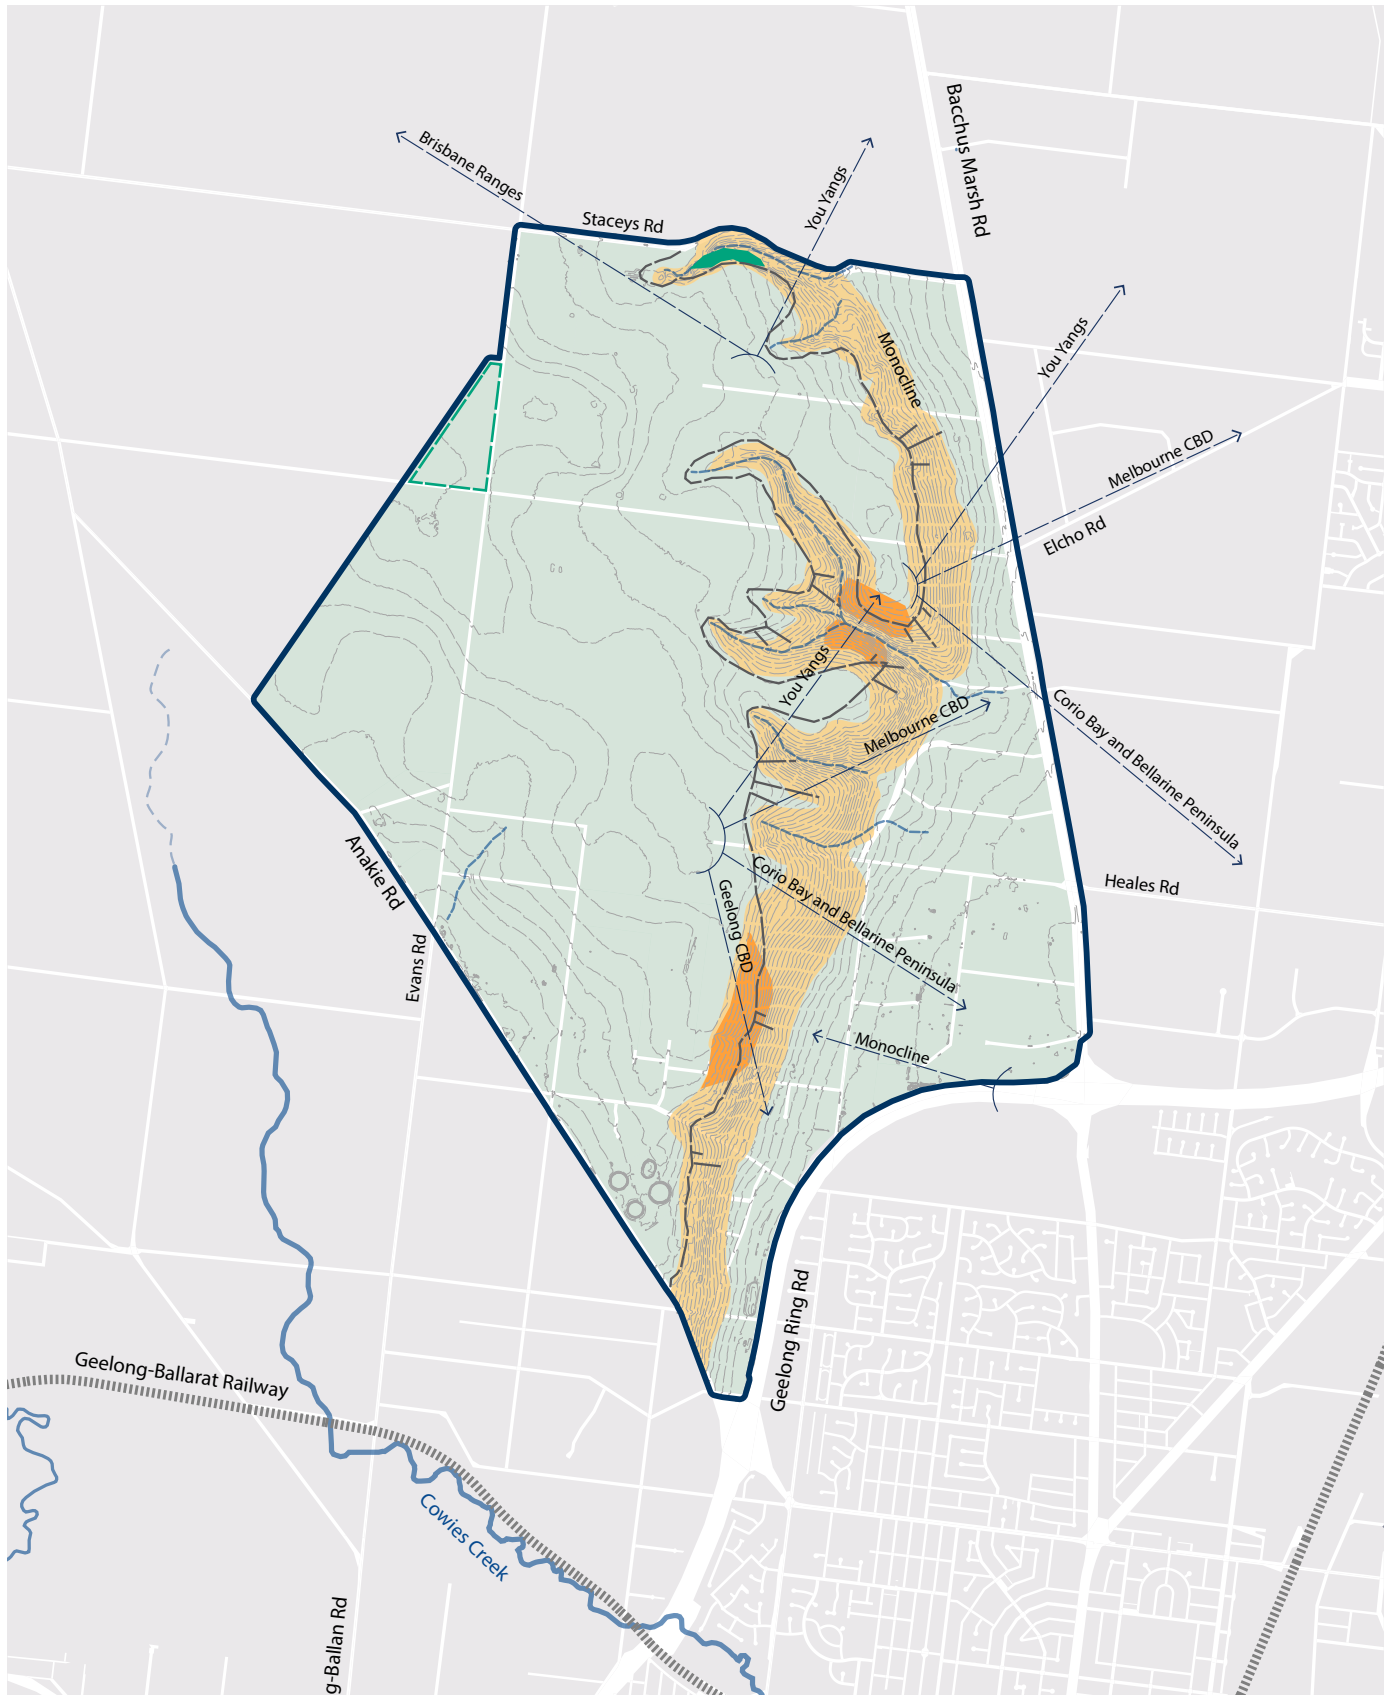 Bacchus Marsh Rd
Brisbane Ranges
You Yangs
Staceys Rd
You Yangs
Monocline
Melbourne CBD
Elcho Rd
You Yangs
Melbourne CBD
Corio Bay and Bellarine Peninsula
Anakie Rd
Heales Rd
Corio Bay and Bellarine Peninsula
Geelong CBD
Evans Rd
Monocline
Geelong Ring Rd
Geelong-Ballarat Railway
Cowies Creek
g-Ballan Rd